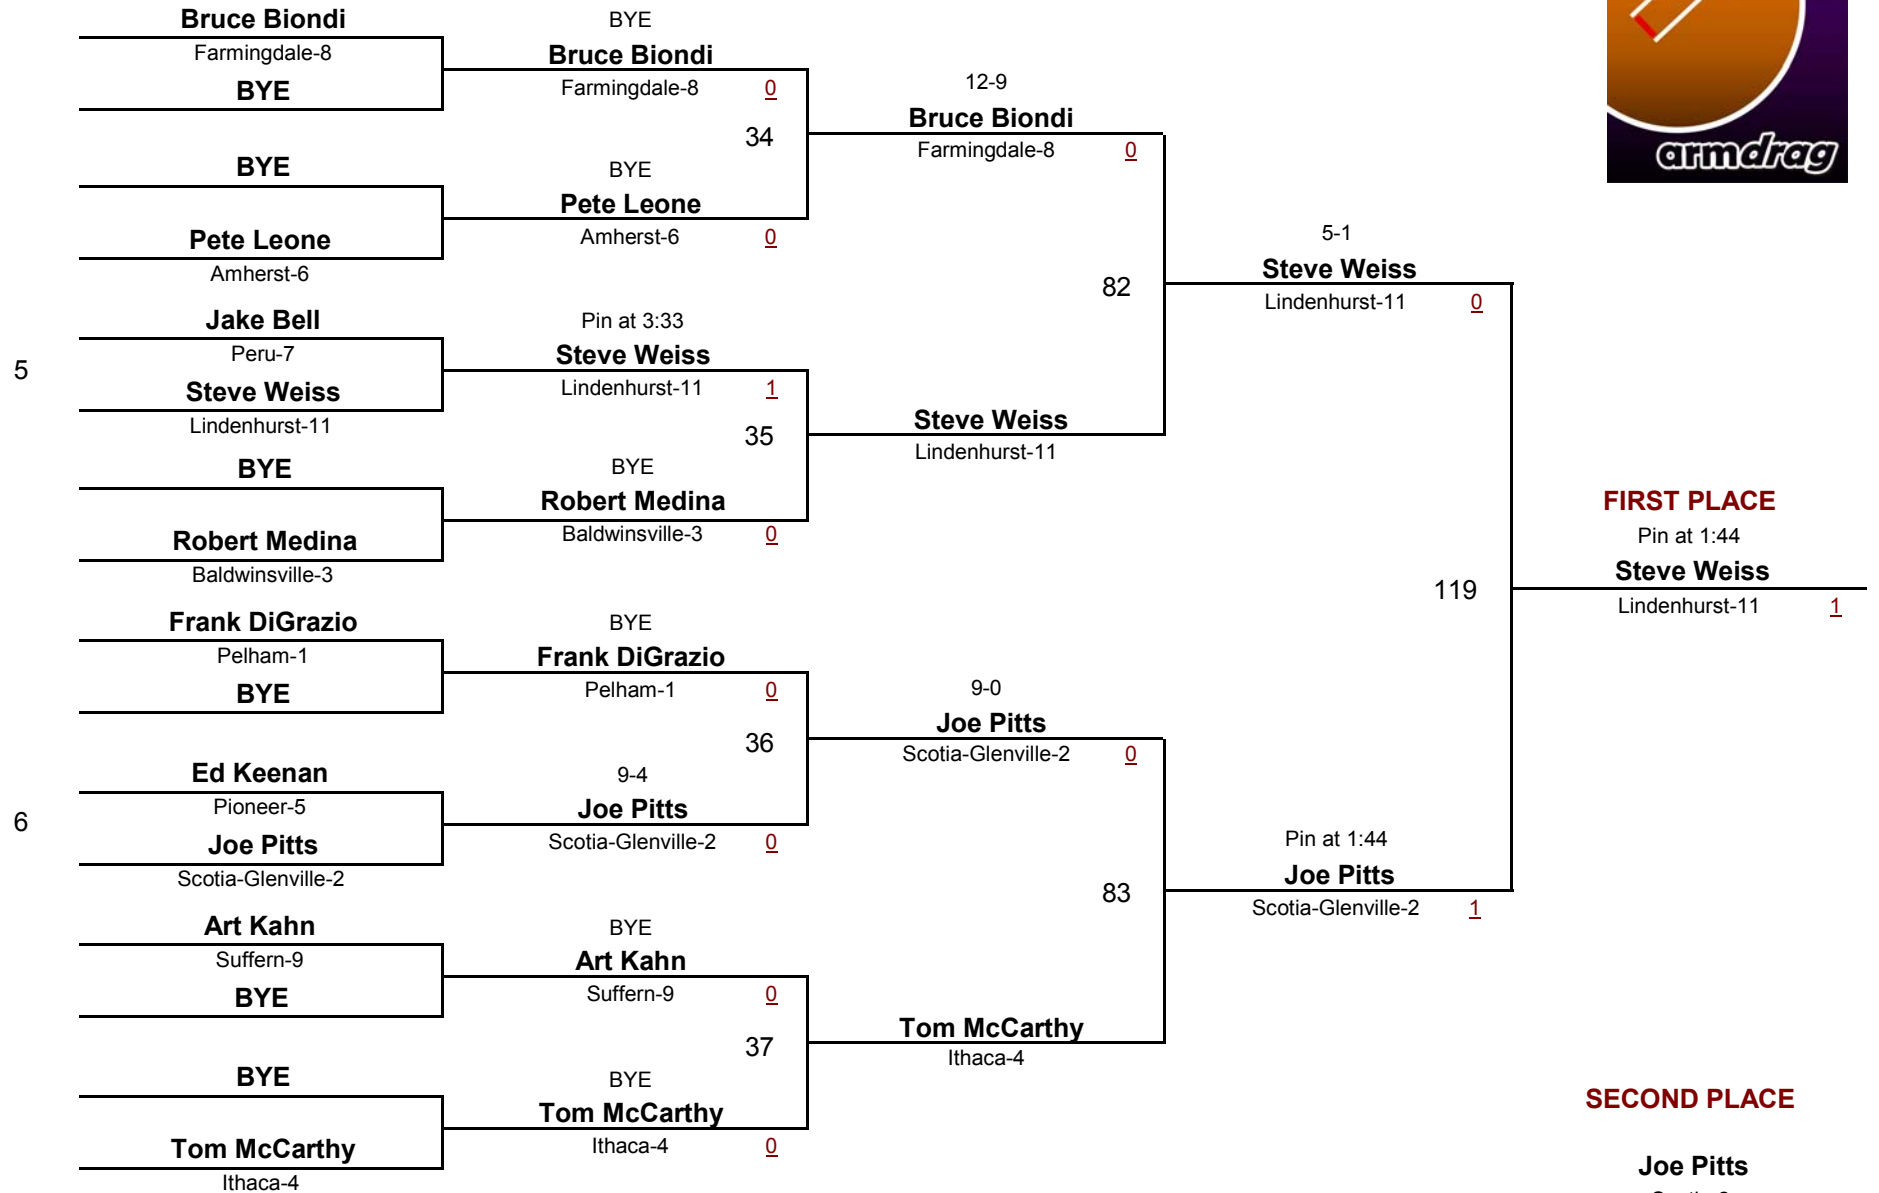 Bruce Biondi
Farmingdale-8
BYE
BYE
Pete Leone
Amherst-6
5
Jake Bell
Peru-7
Steve Weiss
Lindenhurst-11
BYE
Robert Medina
Baldwinsville-3
Frank DiGrazio
Pelham-1
BYE
6
Ed Keenan
Pioneer-5
Joe Pitts
Scotia-Glenville-2
Art Kahn
Suffern-9
BYE
BYE
Tom McCarthy
Ithaca-4
BYE
Bruce Biondi
Farmingdale-8 0
34
BYE
Pete Leone
Amherst-6 0
Pin at 3:33
Steve Weiss
Lindenhurst-11 1
35
BYE
Robert Medina
Baldwinsville-3 0
BYE
Frank DiGrazio
Pelham-1 0
36
9-4
Joe Pitts
Scotia-Glenville-2 0
BYE
Art Kahn
Suffern-9 0
37
BYE
Tom McCarthy
Ithaca-4 0
12-9
Bruce Biondi
Farmingdale-8 0
82
Steve Weiss
Lindenhurst-11
9-0
Joe Pitts
Scotia-Glenville-2 0
83
Tom McCarthy
Ithaca-4
5-1
Steve Weiss
Lindenhurst-11 0
119
Pin at 1:44
Joe Pitts
Scotia-Glenville-2 1
armdrag
FIRST PLACE
Pin at 1:44
Steve Weiss
Lindenhurst-11 1
SECOND PLACE
Joe Pitts